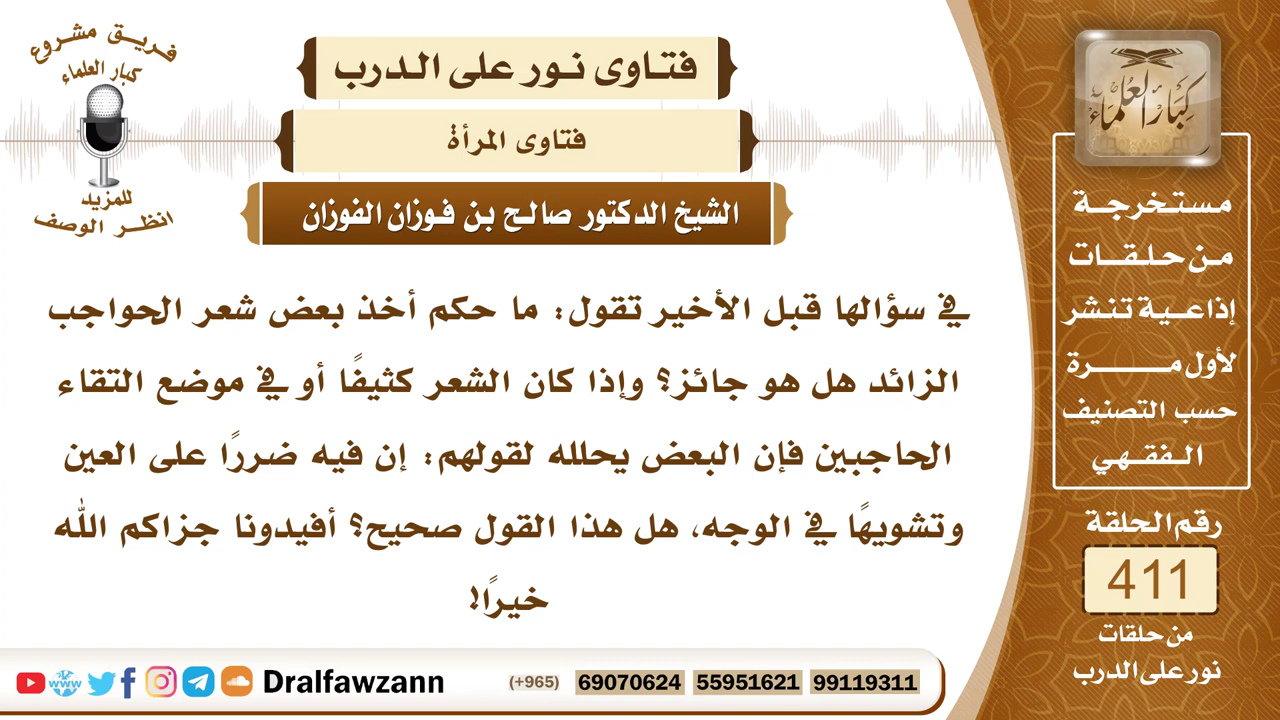 فريق مشروع
كبار العلماء
للمزيد
انظر الوصف
فتاوى نور على الدرب
فتاوى المرأة
الشيخ الدكتور صالح بن فوزان الفوزان
في سؤالها قبل الأخير تقول: ما حكم أخذ بعض شعر الحواجب
الزائد هل هو جائز؟ وإذا كان الشعر كثيفًا أو في موضع التقاء
الحاجبين فإن البعض يحلله لقولهم: إن فيه ضررًا على العين
وتشويهًا في الوجه، هل هذا القول صحيح؟ أفيدونا جزاكم الله
خيرًا!
كبار العلماء
مستخرجة
من حلقات
إذاعية تنشر
لأول مرة
حسب التصنيف
الفقهي
رقم الحلقة
411
من حلقات
نور على الدرب
www
Dralfawzann
(+965) 69070624 55951621 99119311